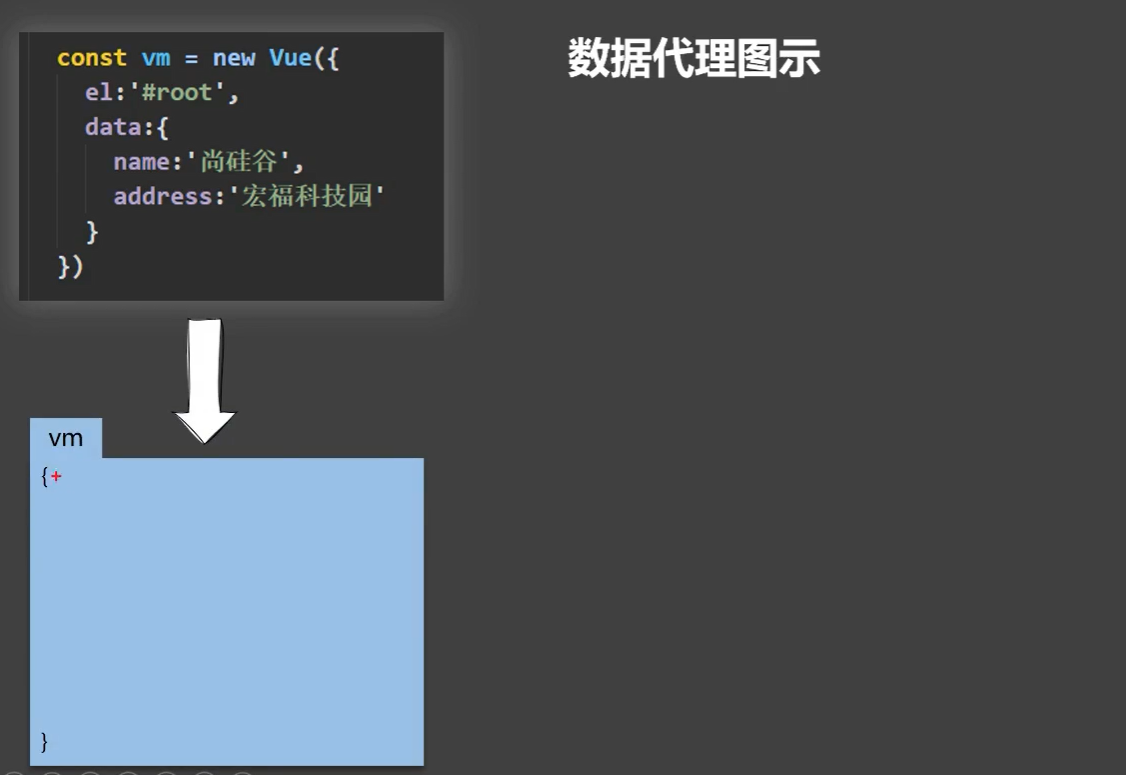 const vm = new Vue({
el:'#root',
data:{
name:'尚硅谷',
address:'宏福科技园'
}
})
数据代理图示
vm
{+
}